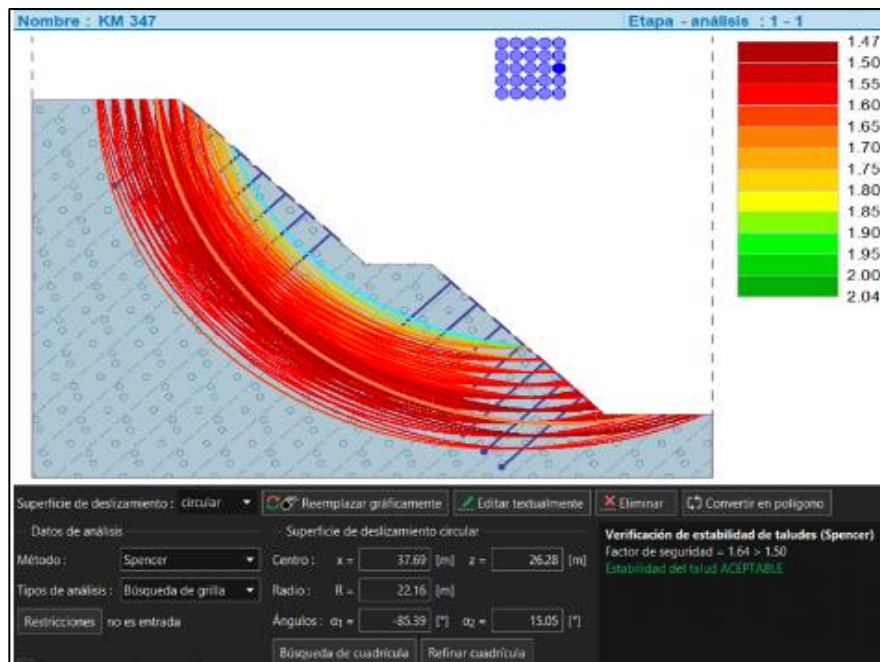 Nombre : KM 347
Etapa - análisis : 1 - 1
1.47
1.50
1.55
1.60
1.65
1.70
1.75
1.80
1.85
1.90
1.95
2.00
2.04
Superficie de deslizamiento : circular Reemplazar gráficamente Editar textualmente Eliminar Convertir en polígono
Datos de análisis
Método : Spencer
Tipos de análisis : Búsqueda de grilla
Restricciones no es entrada
Superficie de deslizamiento circular
Centro : x = 37.69 [m] z = 26.28 [m]
Radio : R = 22.16 [m]
Ángulos : α1 = -85.39 [°] α2 = 15.05 [°]
Búsqueda de cuadrícula Refinar cuadrícula
Verificación de estabilidad de taludes (Spencer)
Factor de seguridad = 1.64 > 1.50
Estabilidad del talud ACEPTABLE